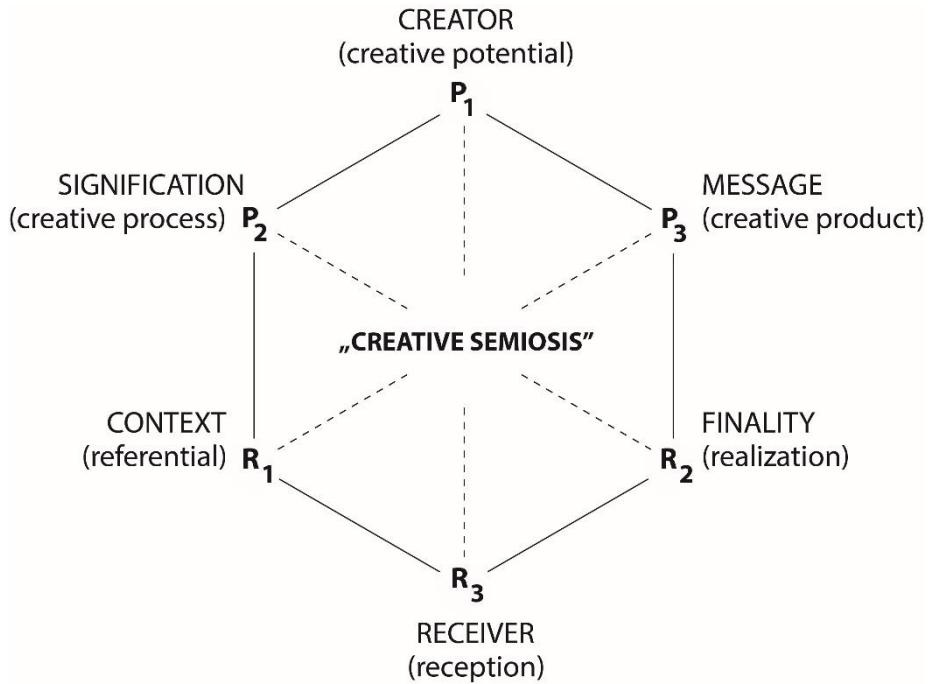 CREATOR
(creative potential)
P1
SIGNIFICATION
(creative process) P2
MESSAGE
P3 (creative product)
„CREATIVE SEMIOSIS”
CONTEXT
(referential) R1
FINALITY
R2 (realization)
R3
RECEIVER
(reception)